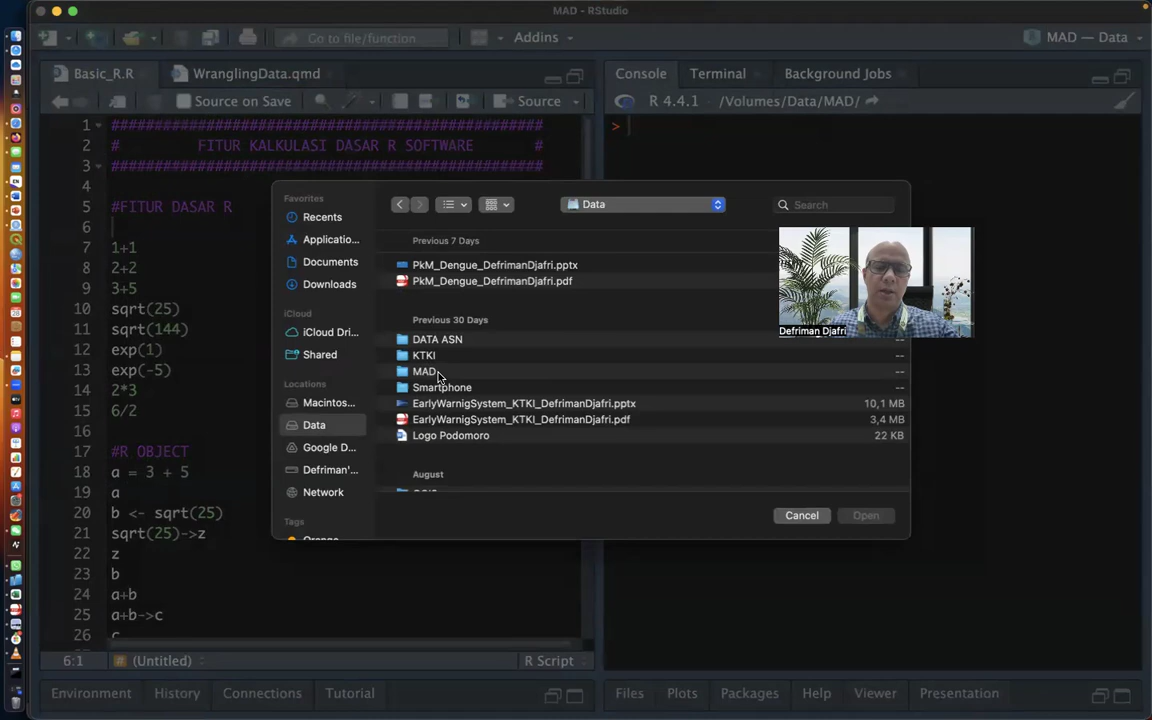 MAD - RStudio
Go to file/function
Addins
MAD — Data
Basic_R.R
WranglingData.qmd
Source on Save
Source
1 ################################################
2 # FITUR KALKULASI DASAR R SOFTWARE #
3 ################################################
4
5 #FITUR DASAR R
6
7 1+1
8 2+2
9 3+5
10 sqrt(25)
11 sqrt(144)
12 exp(1)
13 exp(-5)
14 2*3
15 6/2
16
17 #R OBJECT
18 a = 3 + 5
19 a
20 b <- sqrt(25)
21 sqrt(25)->z
22 z
23 b
24 a+b
25 a+b->c
26 c
6:1
(Untitled)
R Script
Environment
History
Connections
Tutorial
Console
Terminal
Background Jobs
R 4.4.1 · /Volumes/Data/MAD/
>
Favorites
Recents
Applicatio...
Documents
Downloads
iCloud
iCloud Dri...
Shared
Locations
Macintos...
Data
Google D...
Defriman'...
Network
Tags
Orange
Data
Search
Previous 7 Days
PkM_Dengue_DefrimanDjafri.pptx
PkM_Dengue_DefrimanDjafri.pdf
Previous 30 Days
DATA ASN --
KTKI --
MAD --
Smartphone --
EarlyWarnigSystem_KTKI_DefrimanDjafri.pptx 10,1 MB
EarlyWarnigSystem_KTKI_DefrimanDjafri.pdf 3,4 MB
Logo Podomoro 22 KB
August
Cancel
Open
Defriman Djafri
Files
Plots
Packages
Help
Viewer
Presentation